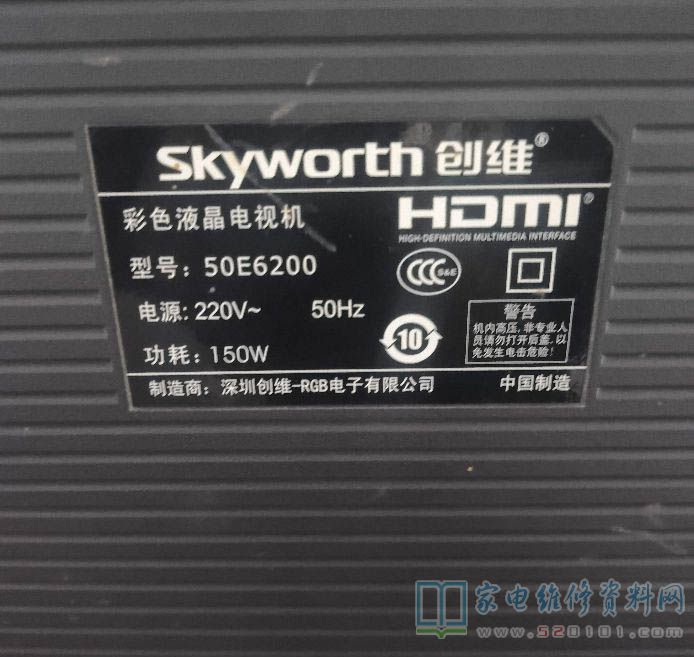 Skyworth 创维®
彩色液晶电视机
HDMI®
HIGH-DEFINITION MULTIMEDIA INTERFACE
型号: 50E6200
CCC S&E
电源: 220V~ 50Hz
10
警告
机内高压,非专业人
员请勿打开后盖,以
免发生电击危险!
功耗: 150W
制造商: 深圳创维-RGB电子有限公司 中国制造
家电维修资料网
www.520101.com